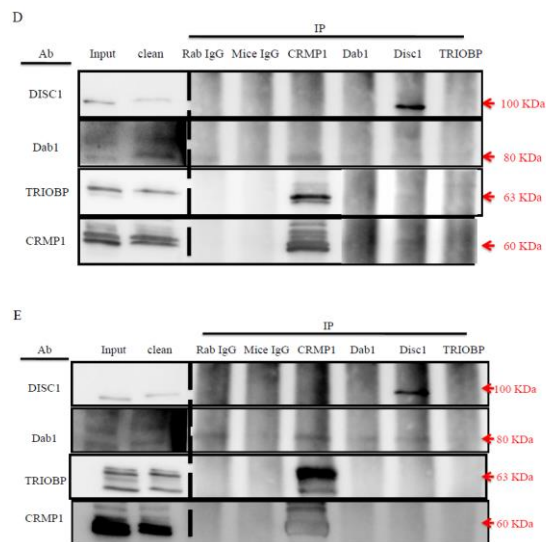 D
IP
Ab Input clean Rab IgG Mice IgG CRMP1 Dab1 Disc1 TRIOBP
DISC1 100 KDa
Dab1 80 KDa
TRIOBP 63 KDa
CRMP1 60 KDa
E
IP
Ab Input clean Rab IgG Mice IgG CRMP1 Dab1 Disc1 TRIOBP
DISC1 100 KDa
Dab1 80 KDa
TRIOBP 63 KDa
CRMP1 60 KDa